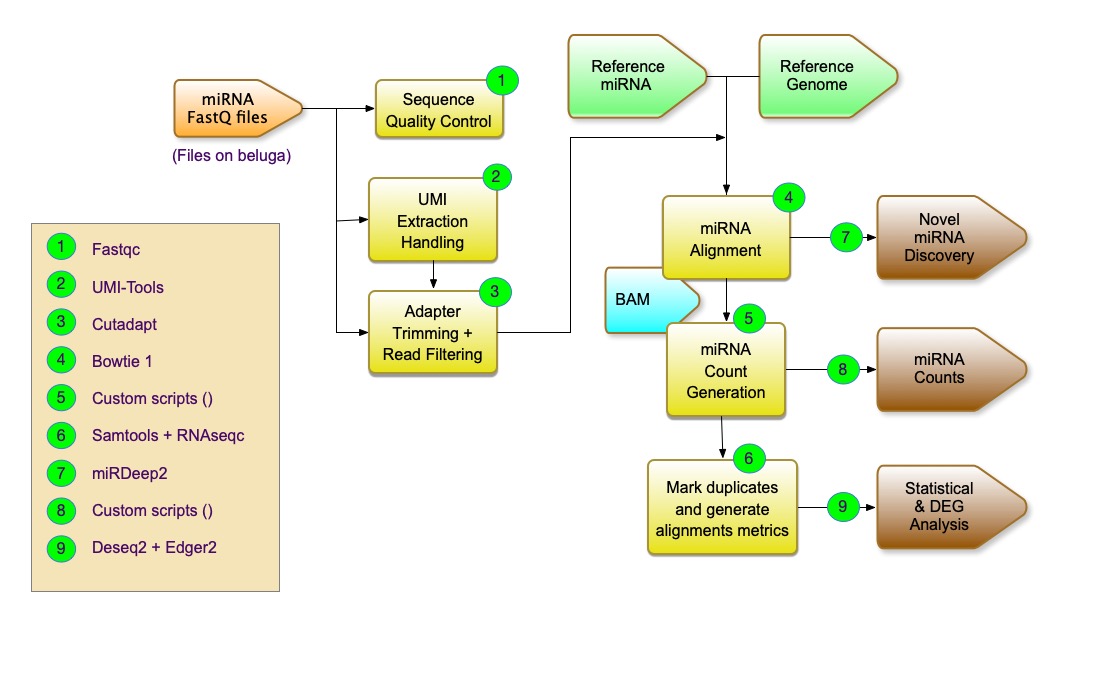 miRNA
FastQ files
(Files on beluga)
1
Sequence
Quality Control
2
UMI
Extraction
Handling
3
Adapter
Trimming +
Read Filtering
Reference
miRNA
Reference
Genome
4
miRNA
Alignment
7
Novel
miRNA
Discovery
BAM
5
miRNA
Count
Generation
8
miRNA
Counts
6
Mark duplicates
and generate
alignments metrics
9
Statistical
& DEG
Analysis
1 Fastqc
2 UMI-Tools
3 Cutadapt
4 Bowtie 1
5 Custom scripts ()
6 Samtools + RNAseqc
7 miRDeep2
8 Custom scripts ()
9 Deseq2 + Edger2